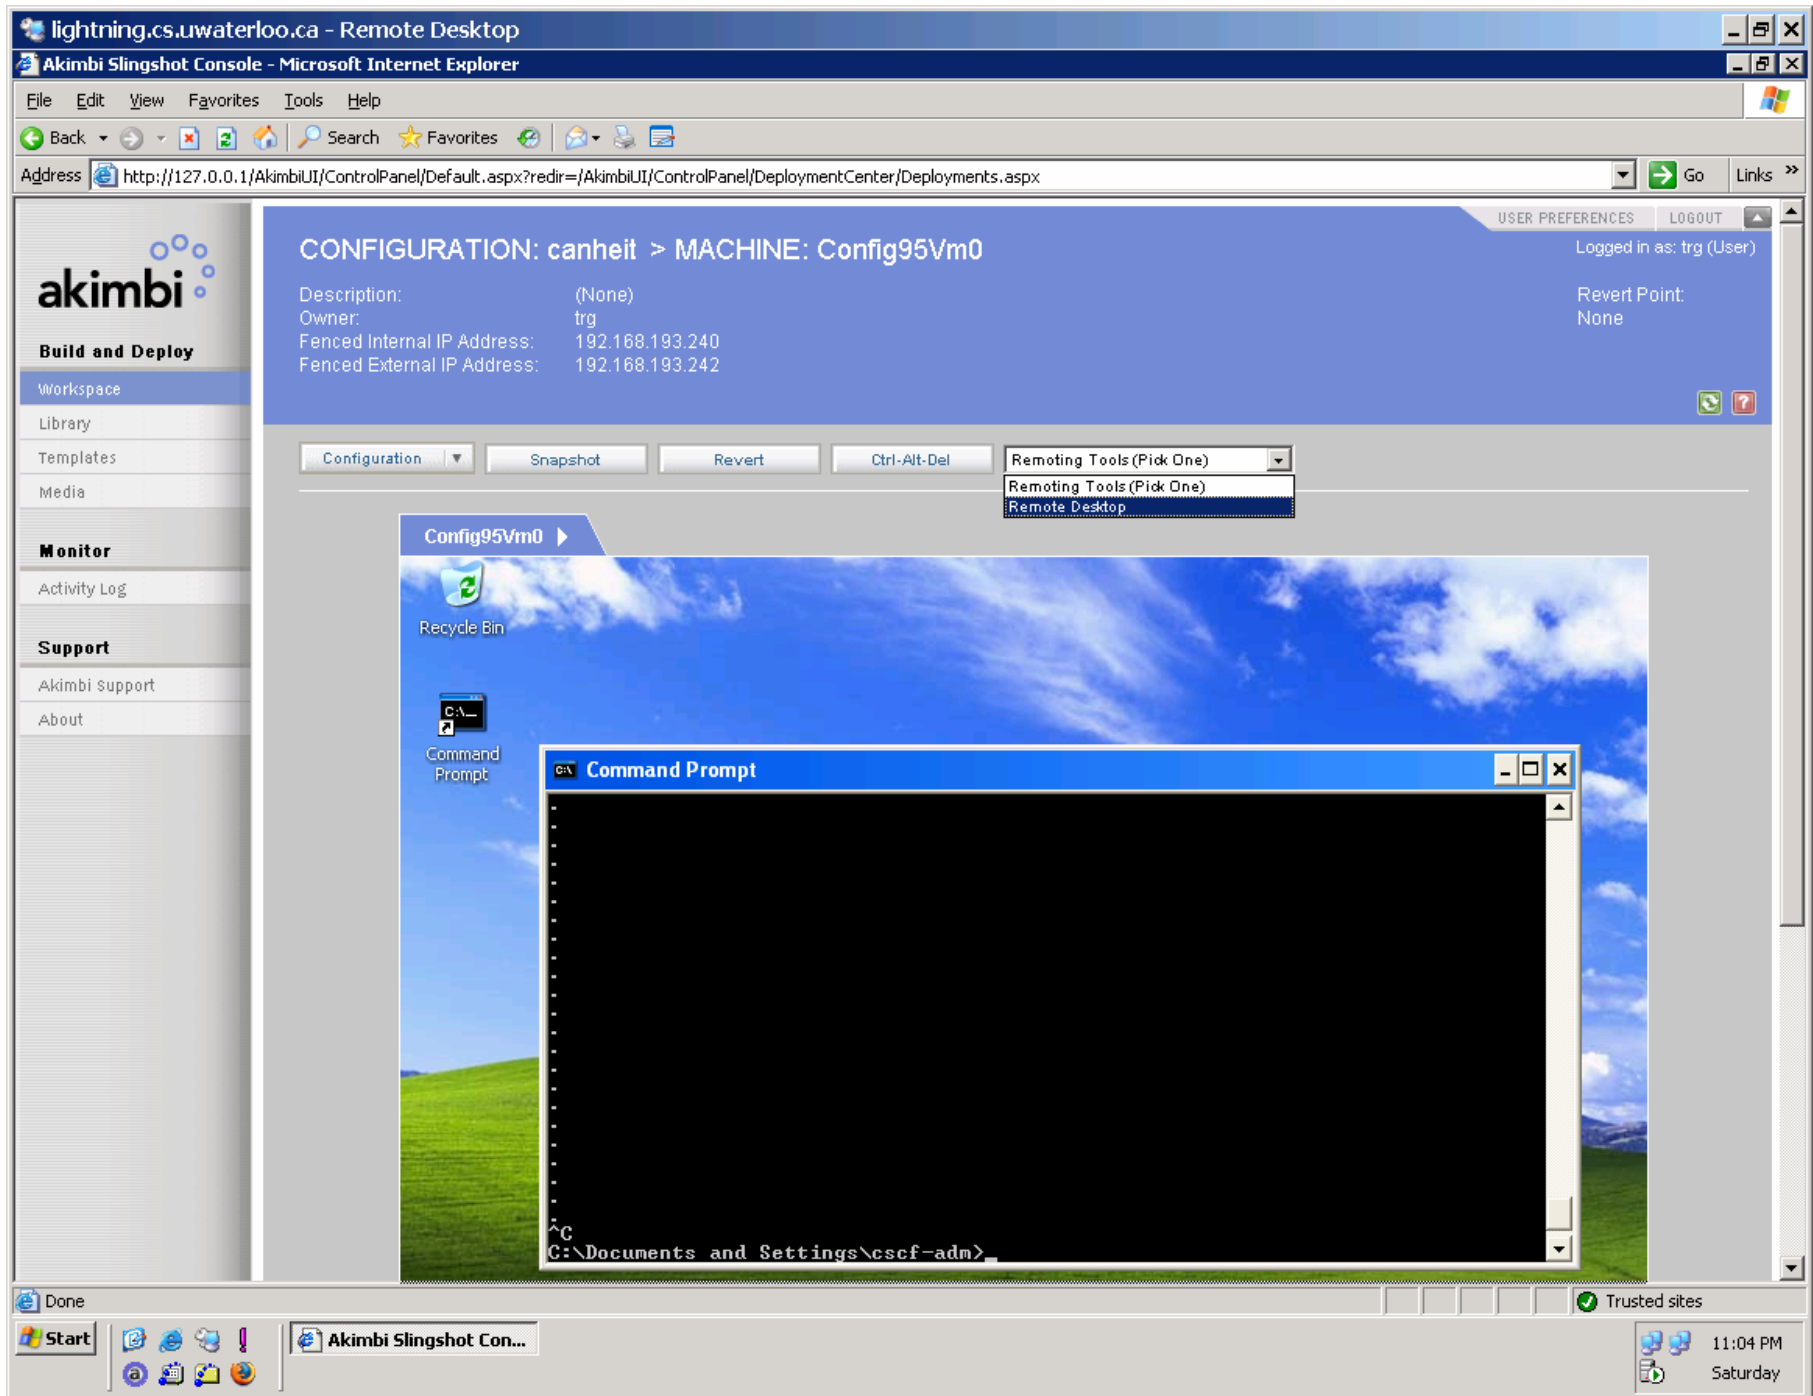 lightning.cs.uwaterloo.ca - Remote Desktop
Akimbi Slingshot Console - Microsoft Internet Explorer
File Edit View Favorites Tools Help
Back Search Favorites
Address http://127.0.0.1/AkimbiUI/ControlPanel/Default.aspx?redir=/AkimbiUI/ControlPanel/DeploymentCenter/Deployments.aspx Go Links »
USER PREFERENCES LOGOUT
akimbi
CONFIGURATION: canheit > MACHINE: Config95Vm0
Logged in as: trg (User)
Description: (None)
Revert Point:
Owner: trg
None
Fenced Internal IP Address: 192.168.193.240
Fenced External IP Address: 192.168.193.242
Build and Deploy
Workspace
Library
Templates
Media
Monitor
Activity Log
Support
Akimbi Support
About
Configuration Snapshot Revert Ctrl-Alt-Del Remoting Tools (Pick One)
Remoting Tools (Pick One)
Remote Desktop
Config95Vm0
Recycle Bin
C:\_
Command
Prompt
C:\ Command Prompt
^C
C:\Documents and Settings\cscf-adm>_
Done Trusted sites
Start Akimbi Slingshot Con... 11:04 PM
Saturday